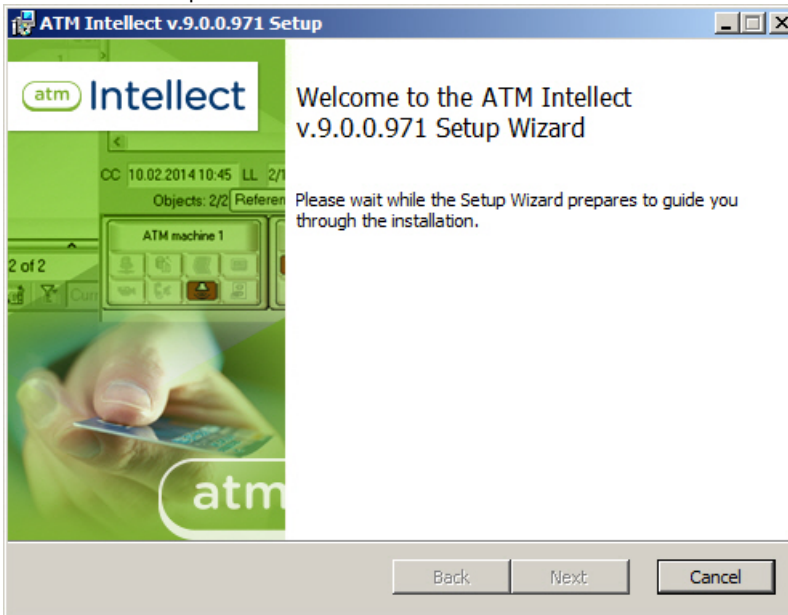 ATM Intellect v.9.0.0.971 Setup
atm Intellect
Welcome to the ATM Intellect
v.9.0.0.971 Setup Wizard
CC 10.02.2014 10:45 LL 2/1
Objects: 2/2
Please wait while the Setup Wizard prepares to guide you
through the installation.
ATM machine 1
2 of 2
atm
Back Next Cancel